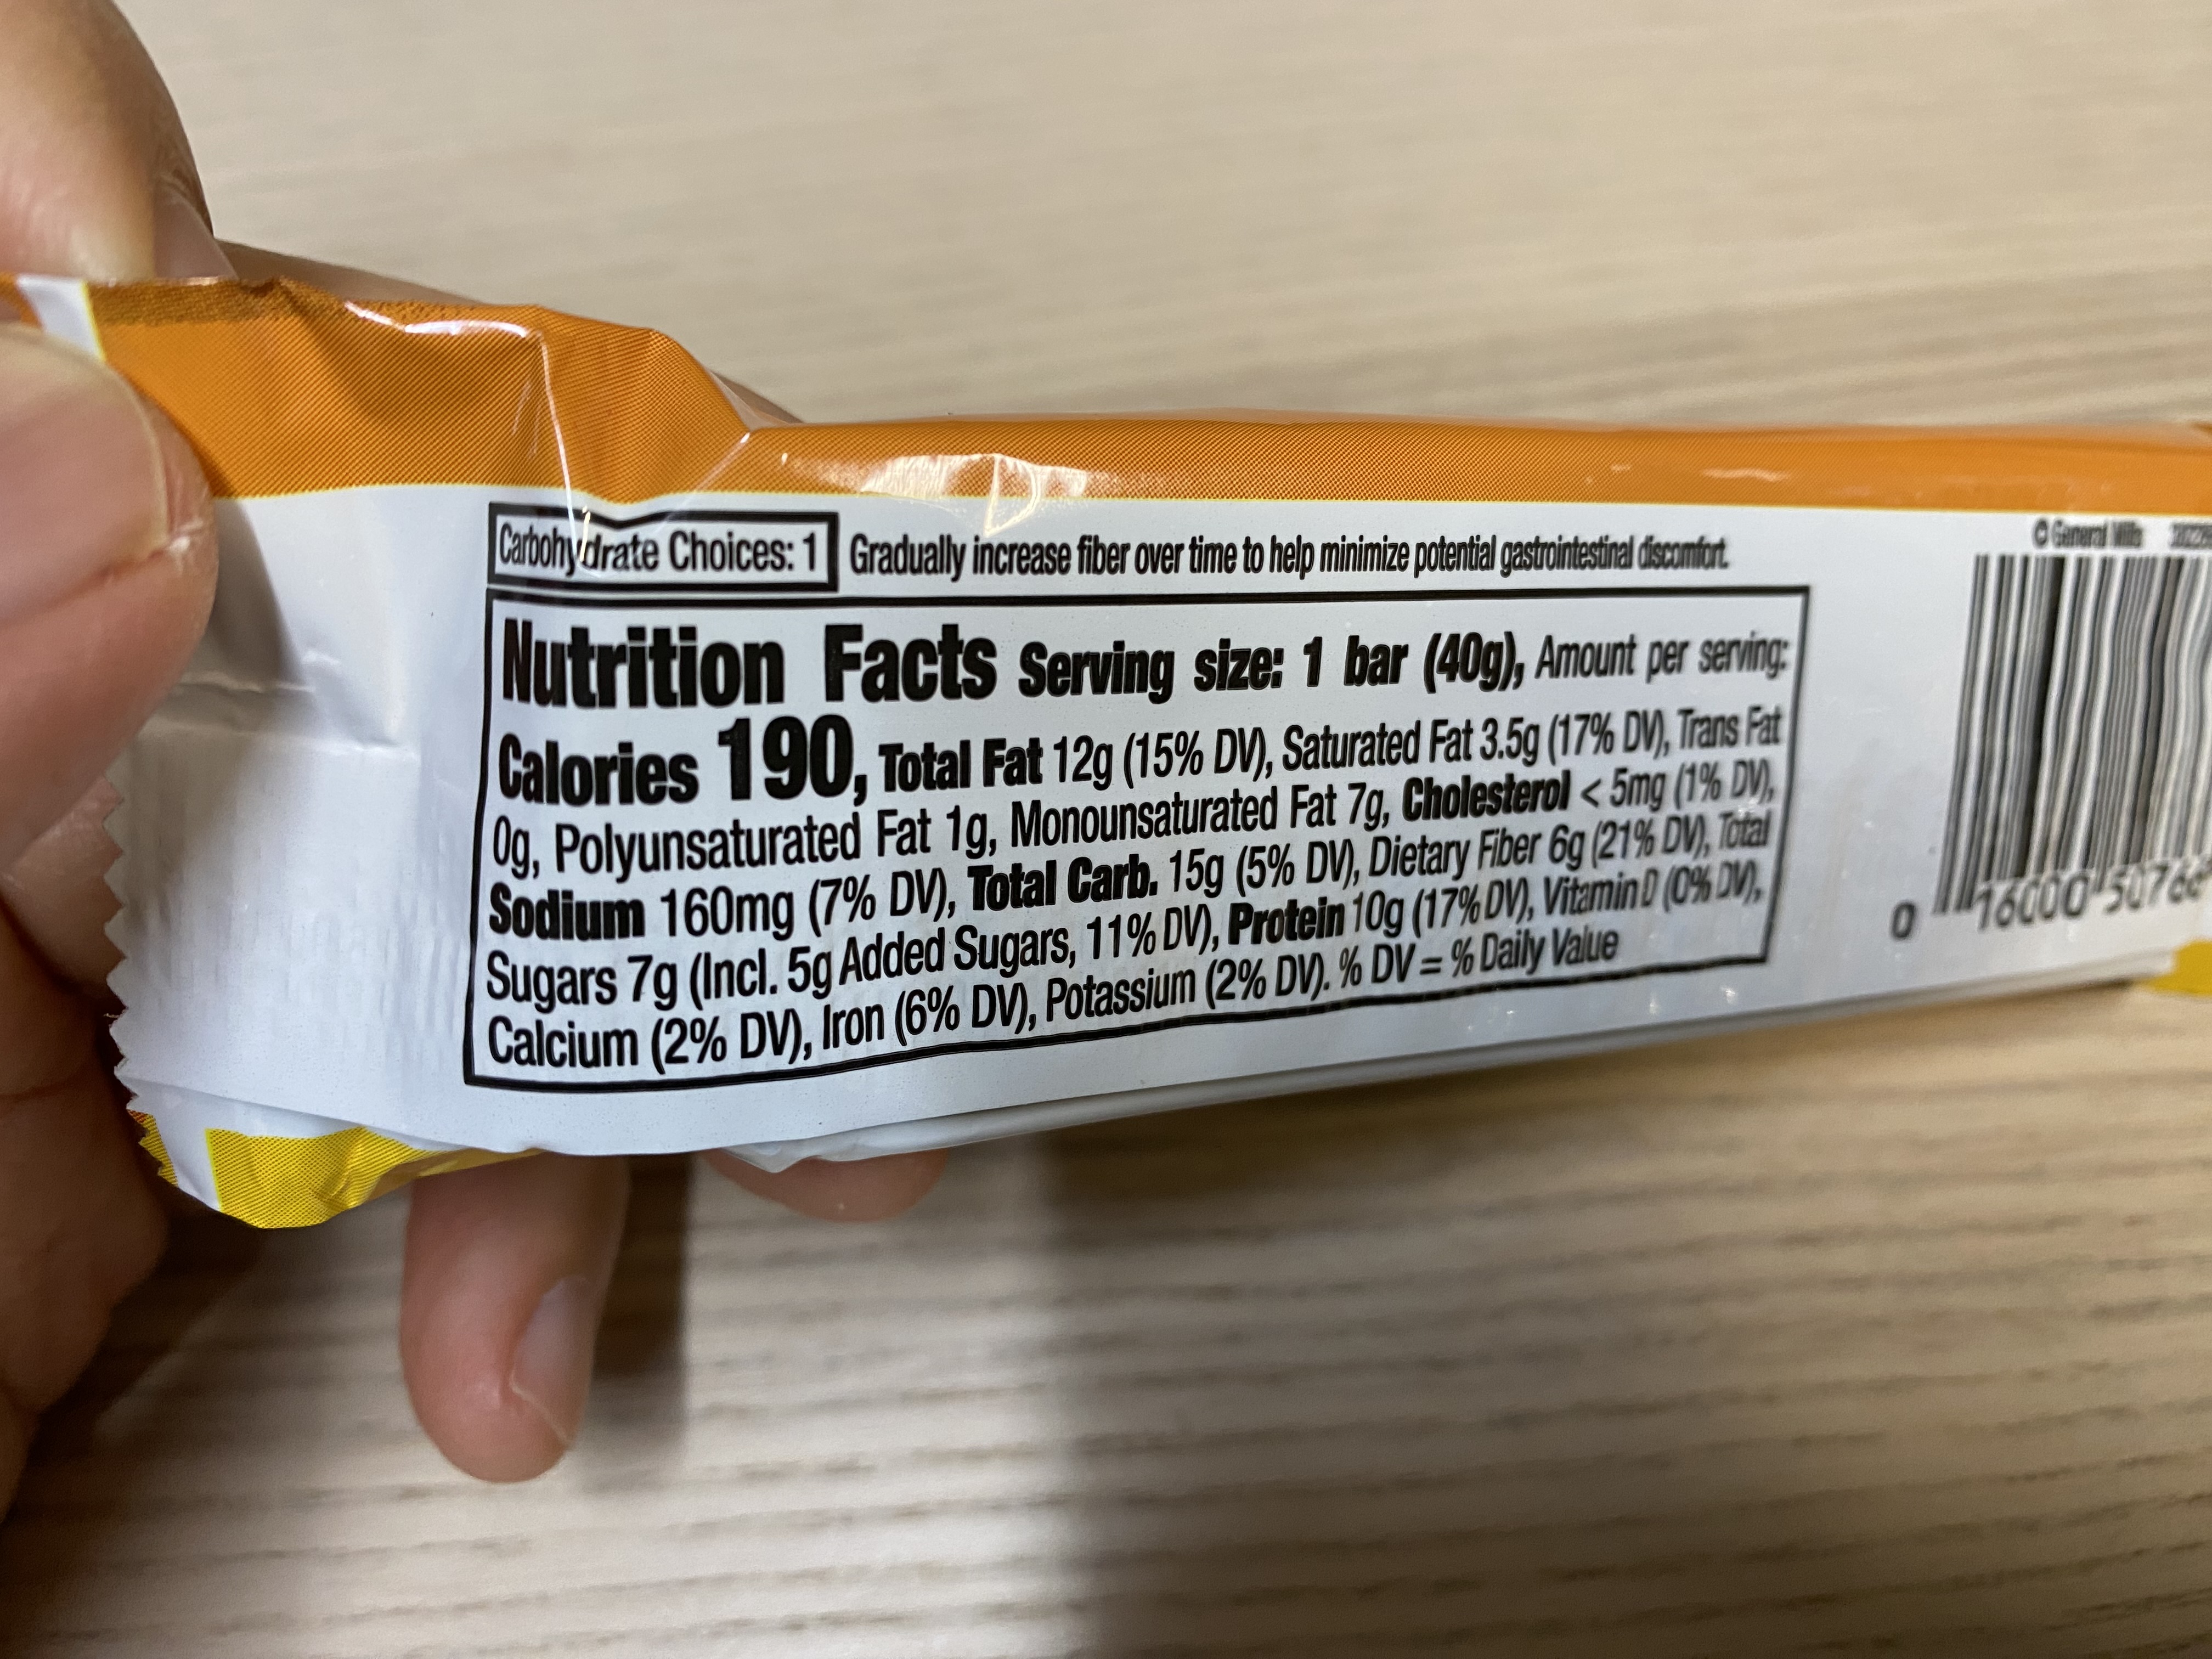 Carbohydrate Choices: 1
Gradually increase fiber over time to help minimize potential gastrointestinal discomfort.
© General Mills
Nutrition Facts Serving size: 1 bar (40g), Amount per serving:
Calories 190, Total Fat 12g (15% DV), Saturated Fat 3.5g (17% DV), Trans Fat
0g, Polyunsaturated Fat 1g, Monounsaturated Fat 7g, Cholesterol < 5mg (1% DV),
Sodium 160mg (7% DV), Total Carb. 15g (5% DV), Dietary Fiber 6g (21% DV), Total
Sugars 7g (Incl. 5g Added Sugars, 11% DV), Protein 10g (17% DV), Vitamin D (0% DV),
Calcium (2% DV), Iron (6% DV), Potassium (2% DV). % DV = % Daily Value
0 16000 5076